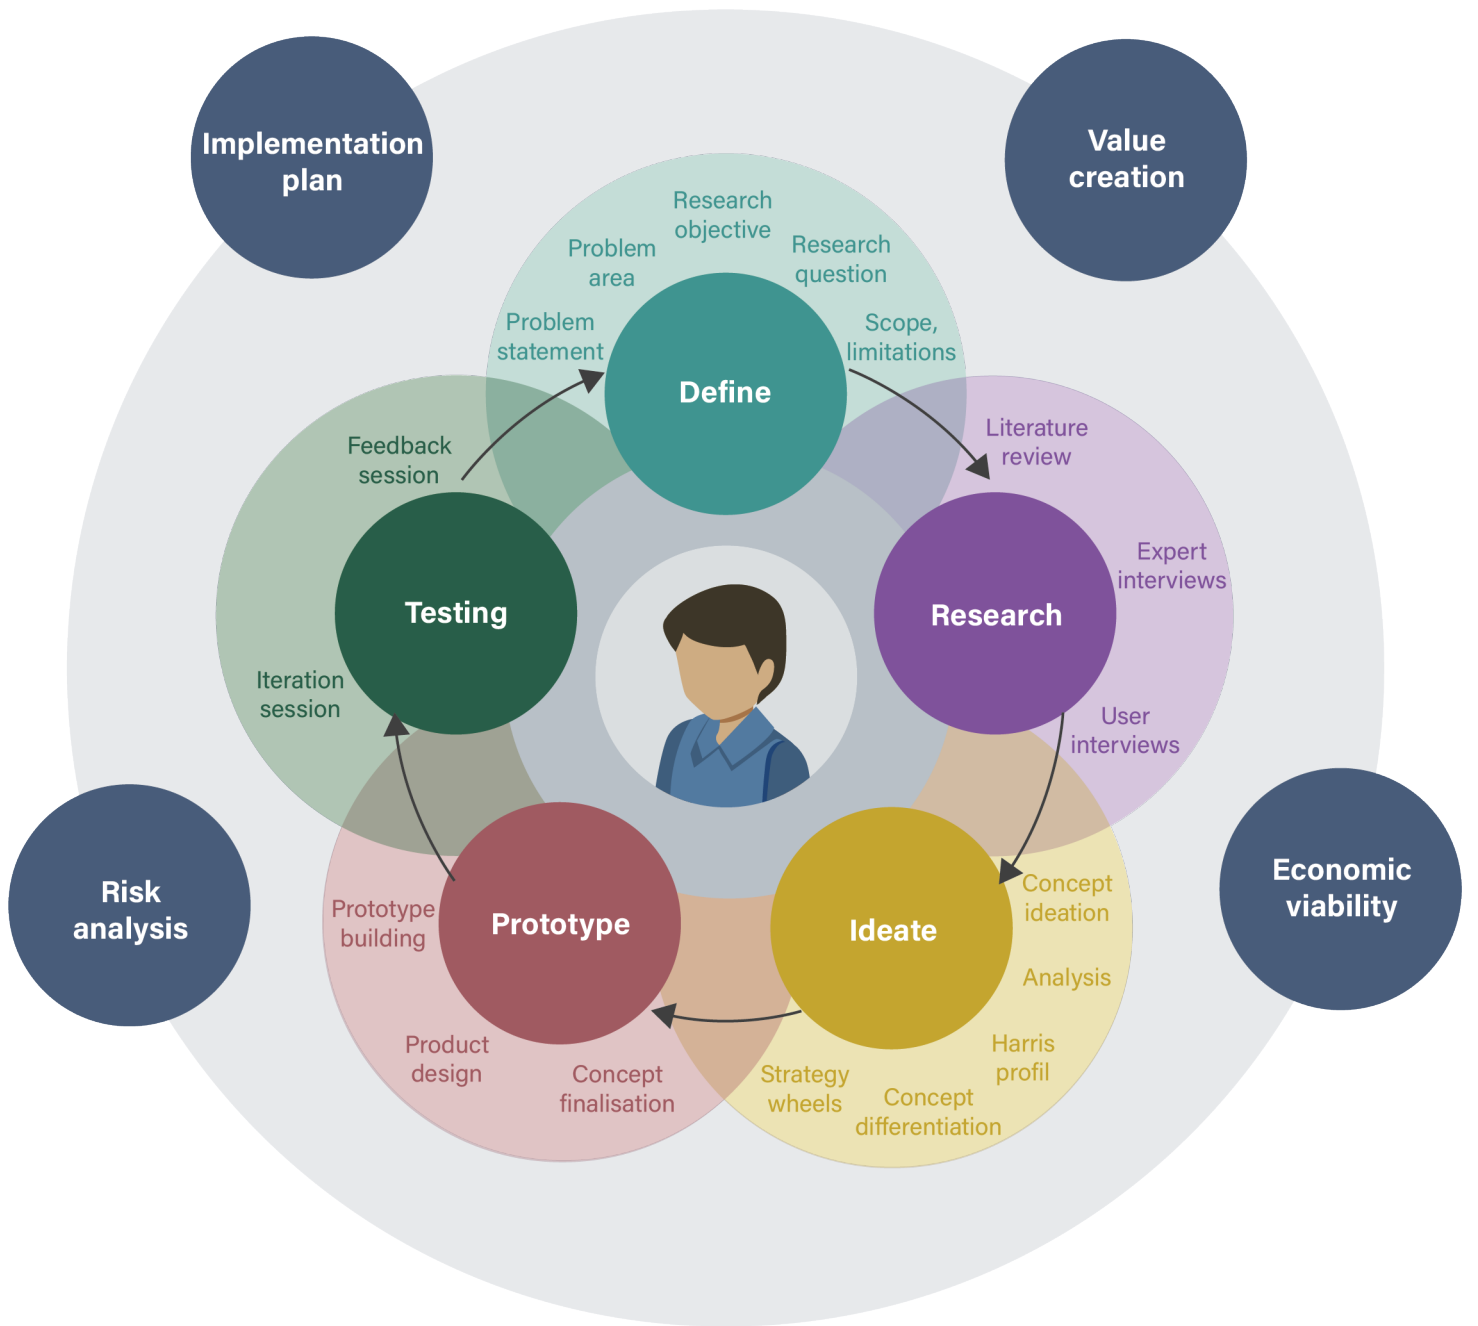 Implementation
plan
Value
creation
Research
objective
Problem
area
Research
question
Problem
statement
Scope,
limitations
Define
Literature
review
Expert
interviews
User
interviews
Research
Feedback
session
Iteration
session
Testing
Risk
analysis
Economic
viability
Prototype
building
Product
design
Concept
finalisation
Prototype
Ideate
Concept
ideation
Analysis
Harris
profil
Concept
differentiation
Strategy
wheels